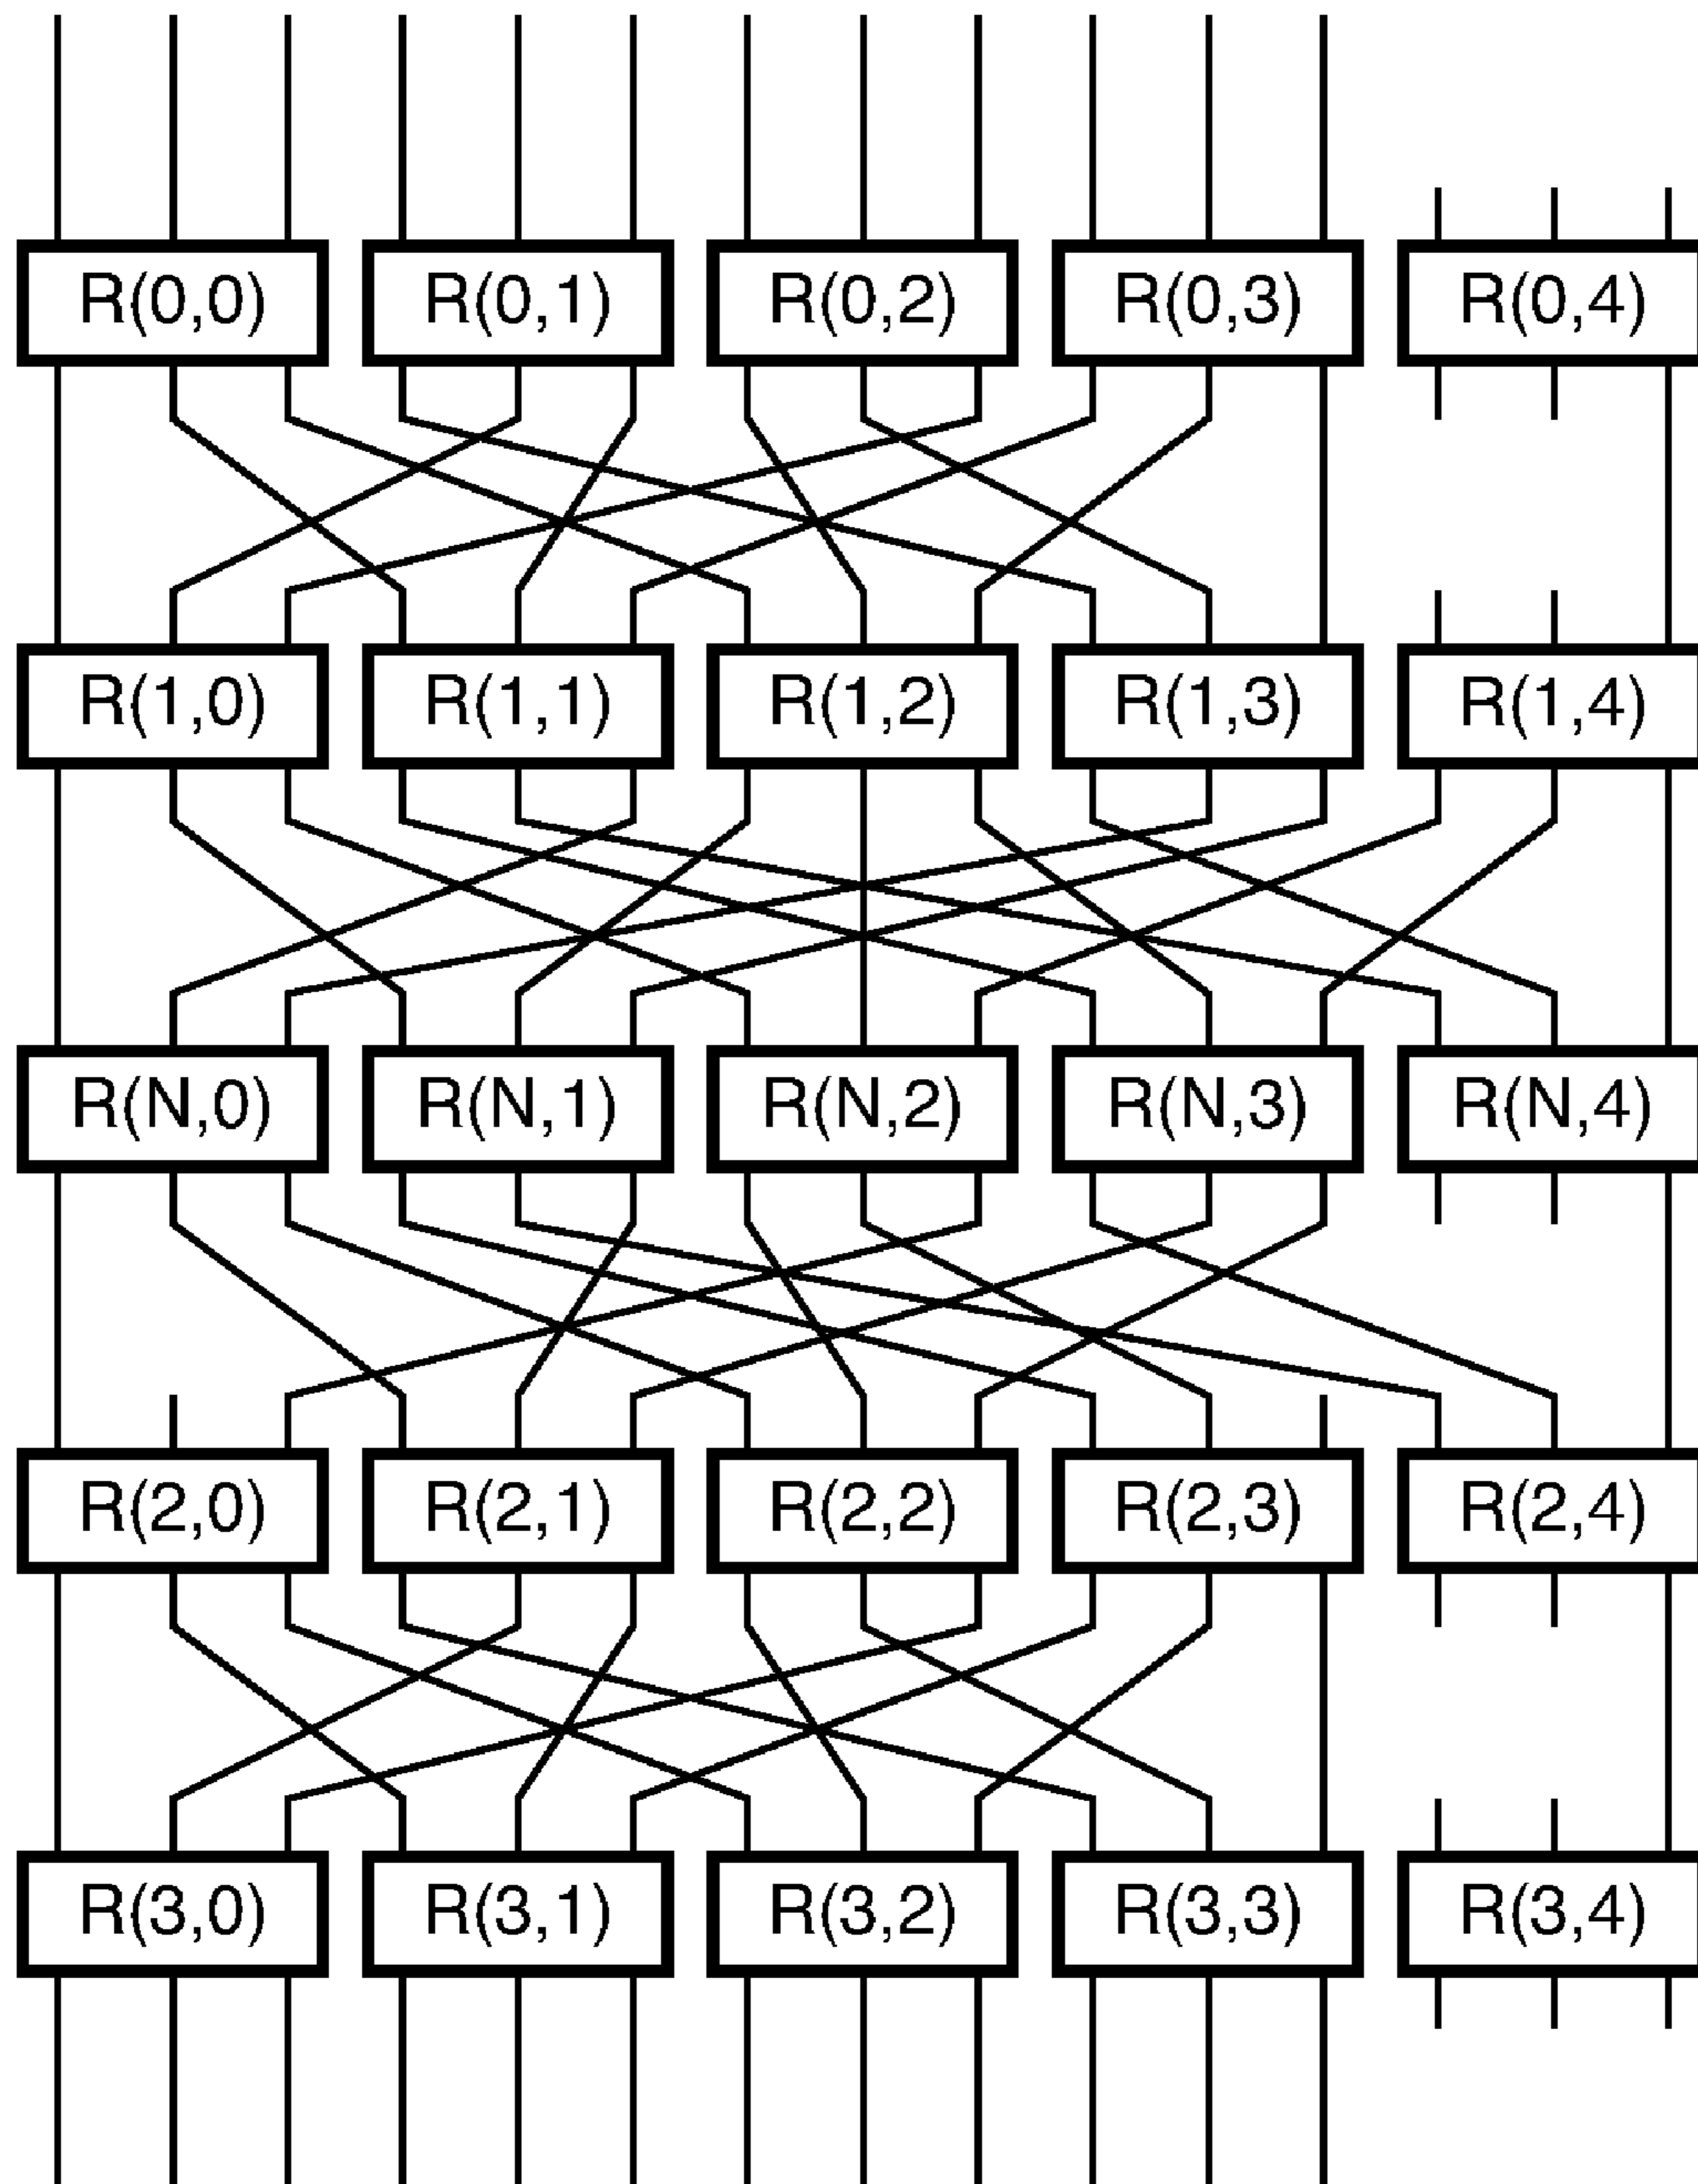 R(0,0) R(0,1) R(0,2) R(0,3) R(0,4)
R(1,0) R(1,1) R(1,2) R(1,3) R(1,4)
R(N,0) R(N,1) R(N,2) R(N,3) R(N,4)
R(2,0) R(2,1) R(2,2) R(2,3) R(2,4)
R(3,0) R(3,1) R(3,2) R(3,3) R(3,4)